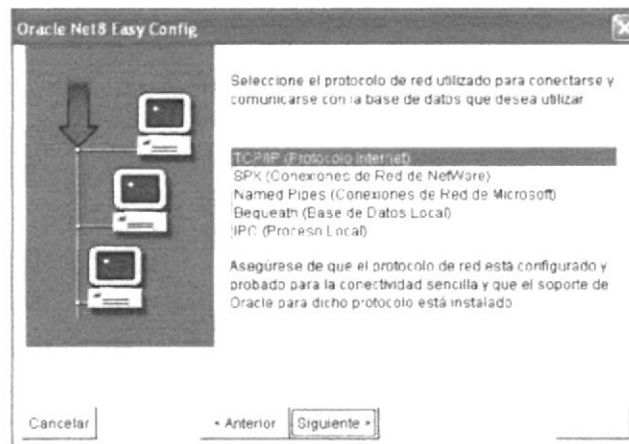 Oracle Net8 Easy Config
Seleccione el protocolo de red utilizado para conectarse y
comunicarse con la base de datos que desea utilizar
TCP/IP (Protocolo Internet)
SPX (Conexiones de Red de NetWare)
Named Pipes (Conexiones de Red de Microsoft)
Bequeath (Base de Datos Local)
IPC (Proceso Local)
Asegúrese de que el protocolo de red está configurado y
probado para la conectividad sencilla y que el soporte de
Oracle para dicho protocolo está instalado
Cancelar
Anterior
Siguiente